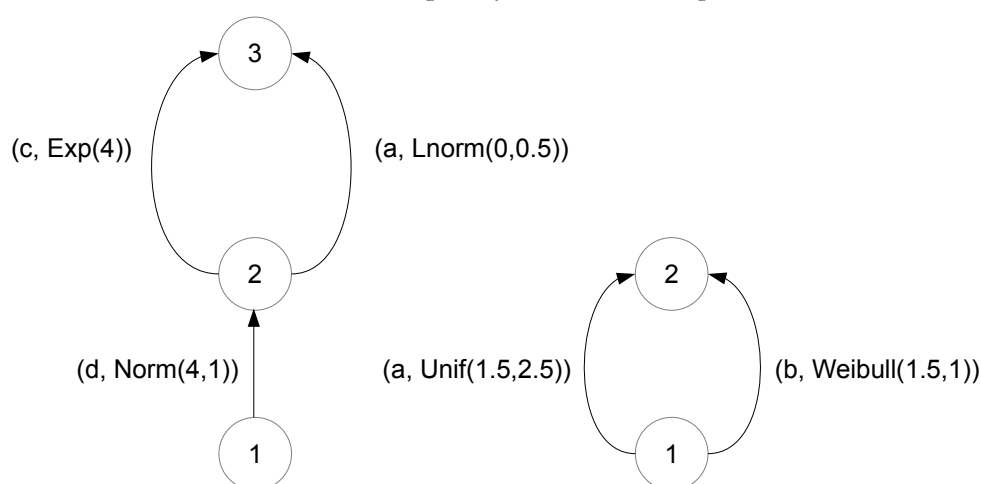 3
(c, Exp(4))
(a, Lnorm(0,0.5))
2
(d, Norm(4,1))
1
2
(a, Unif(1.5,2.5))
(b, Weibull(1.5,1))
1